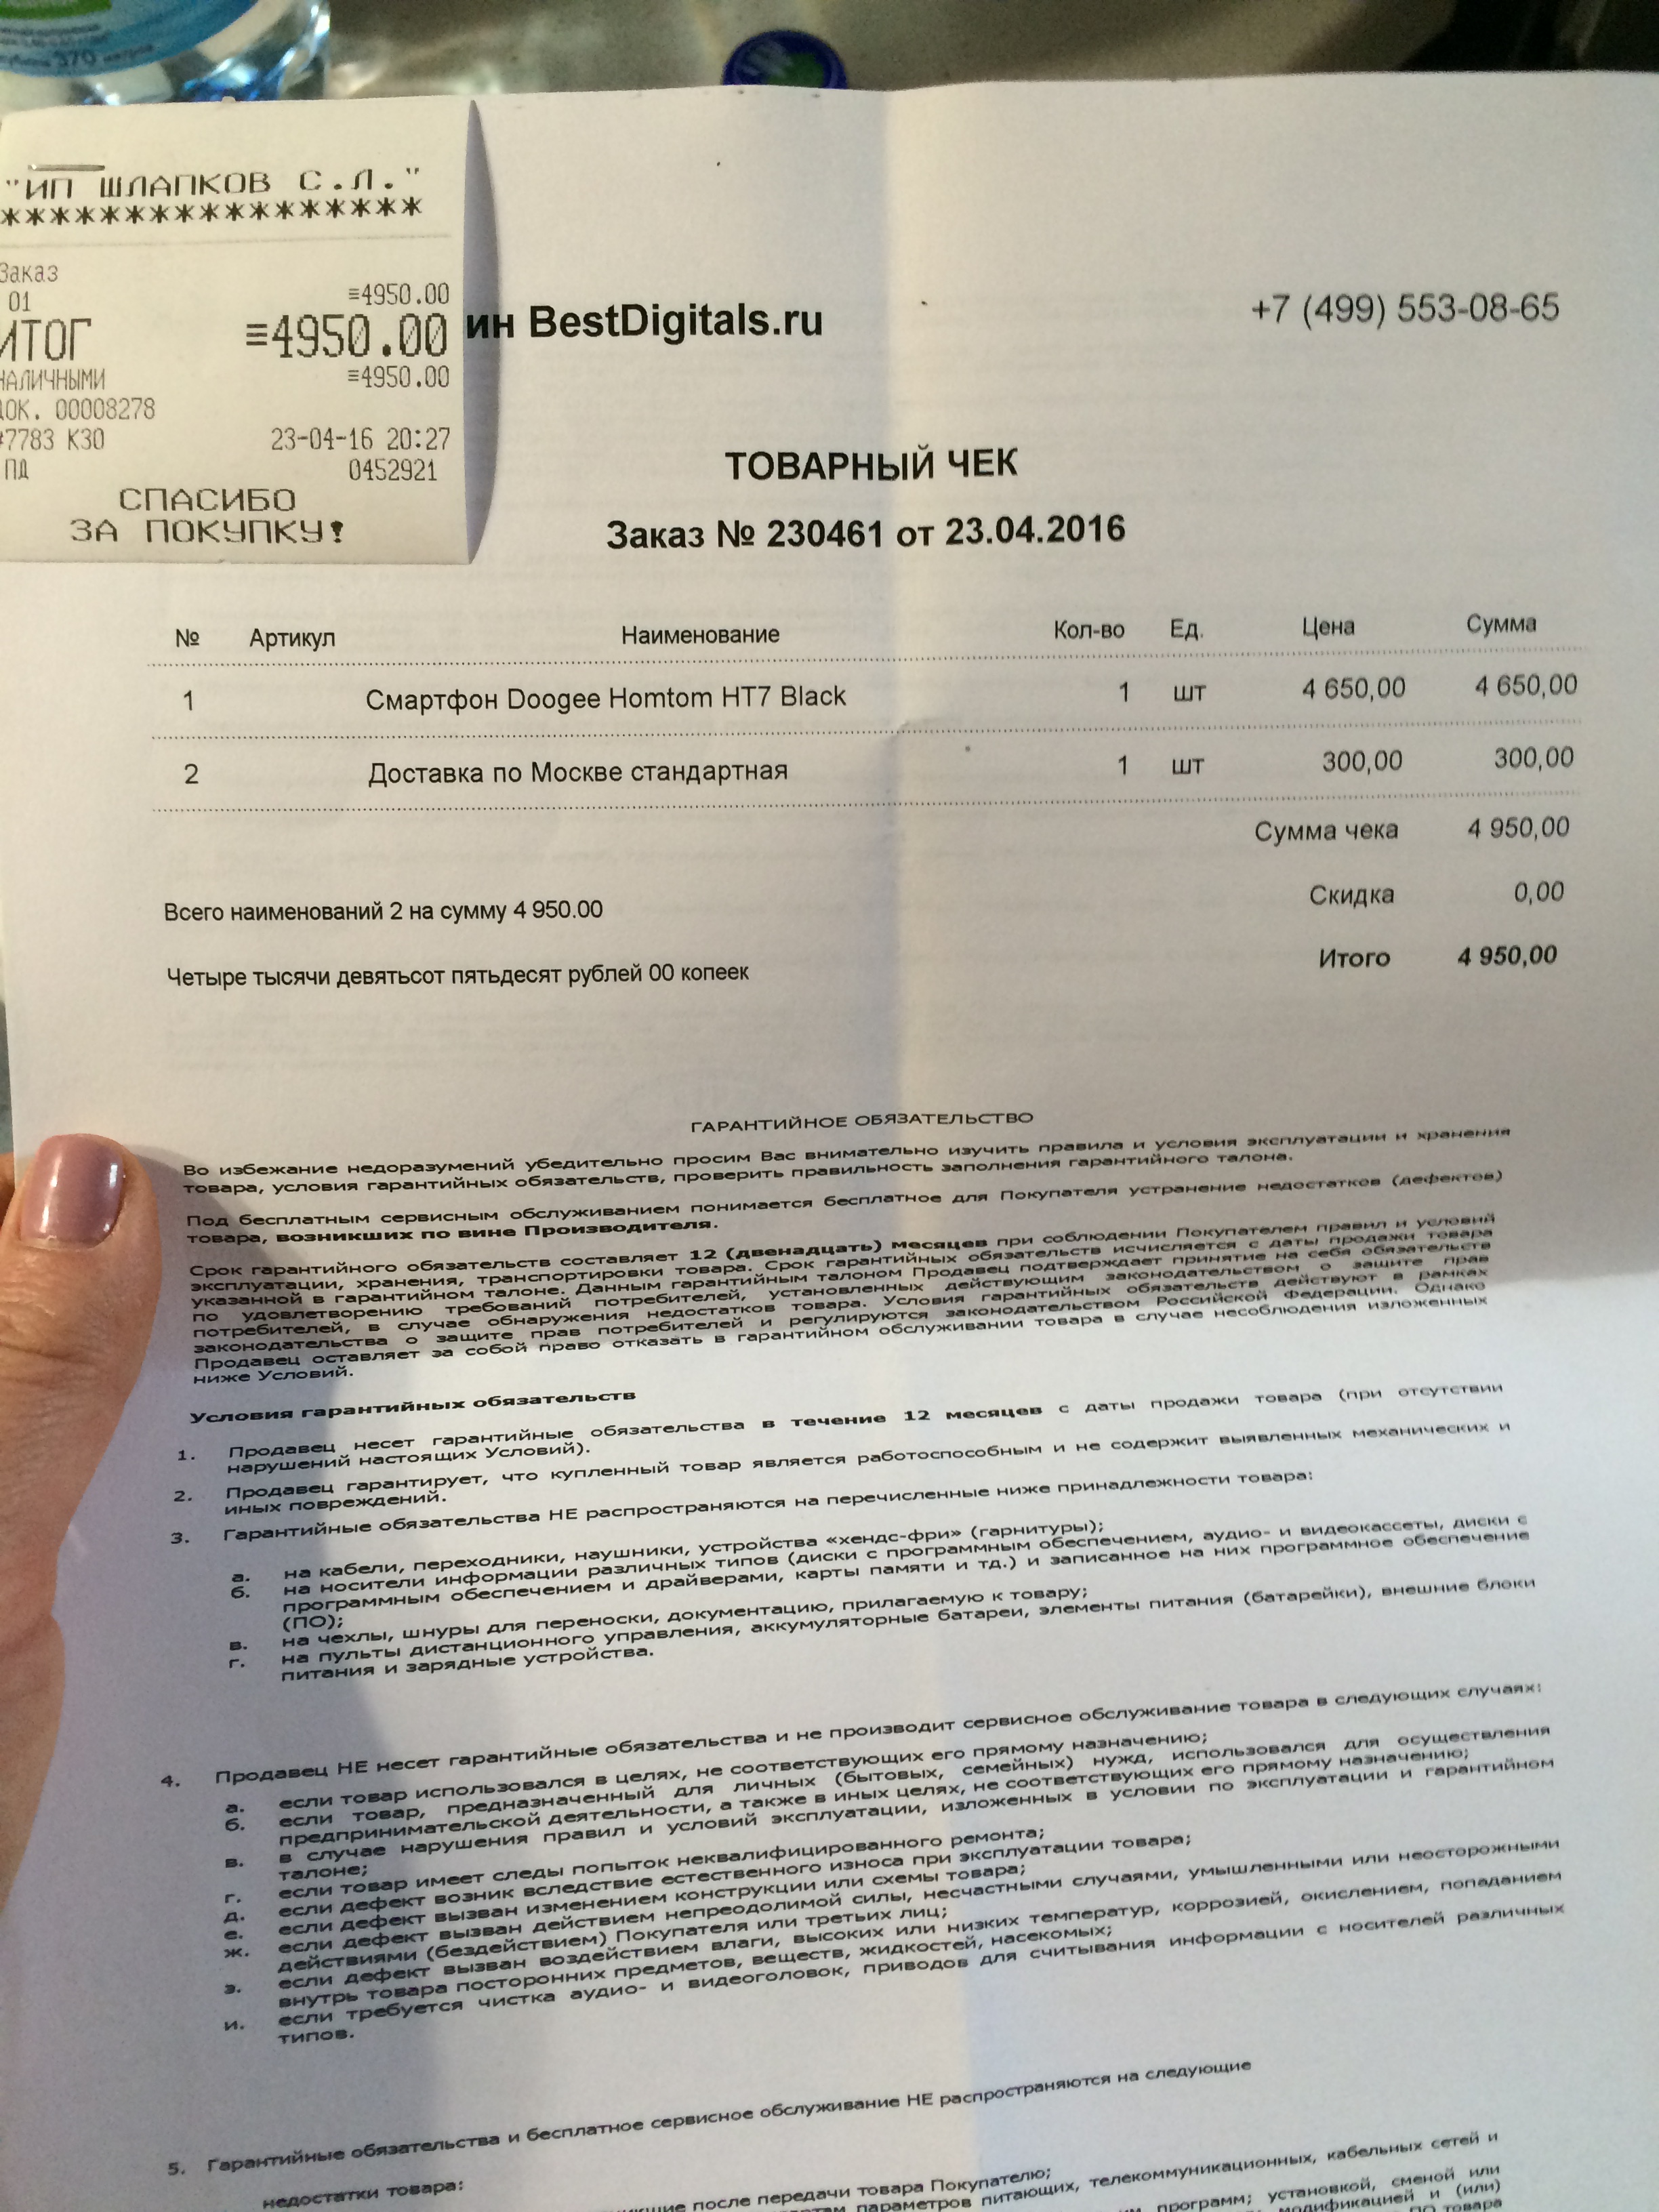 370
"ИП ШЛАПКОВ С.Л."
*****************
Заказ
01 ≡4950.00
ИТОГ ≡4950.00
НАЛИЧНЫМИ ≡4950.00
ДОК. 00008278
#7783 К30 23-04-16 20:27
ПД 0452921
СПАСИБО
ЗА ПОКУПКУ!
ин BestDigitals.ru +7 (499) 553-08-65
ТОВАРНЫЙ ЧЕК
Заказ № 230461 от 23.04.2016
№ Артикул Наименование Кол-во Ед. Цена Сумма
1 Смартфон Doogee Homtom HT7 Black 1 шт 4 650,00 4 650,00
2 Доставка по Москве стандартная 1 шт 300,00 300,00
Сумма чека 4 950,00
Всего наименований 2 на сумму 4 950.00 Скидка 0,00
Четыре тысячи девятьсот пятьдесят рублей 00 копеек Итого 4 950,00
ГАРАНТИЙНОЕ ОБЯЗАТЕЛЬСТВО
Во избежание недоразумений убедительно просим Вас внимательно изучить правила и условия эксплуатации и хранения
товара, условия гарантийных обязательств, проверить правильность заполнения гарантийного талона.
Под бесплатным сервисным обслуживанием понимается бесплатное для Покупателя устранение недостатков (дефектов)
товара, возникших по вине Производителя.
Срок гарантийного обязательств составляет 12 (двенадцать) месяцев при соблюдении Покупателем правил и условий
эксплуатации, хранения, транспортировки товара. Срок гарантийных обязательств исчисляется с даты продажи товара
указанной в гарантийном талоне. Данным гарантийным талоном Продавец подтверждает принятие на себя обязательств
по удовлетворению требований потребителей, установленных действующим законодательством о защите прав
потребителей, в случае обнаружения недостатков товара. Условия гарантийных обязательств действуют в рамках
законодательства о защите прав потребителей и регулируются законодательством Российской Федерации. Однако
Продавец оставляет за собой право отказать в гарантийном обслуживании товара в случае несоблюдения изложенных
ниже Условий.
Условия гарантийных обязательств
1. Продавец несет гарантийные обязательства в течение 12 месяцев с даты продажи товара (при отсутствии
нарушений настоящих Условий).
2. Продавец гарантирует, что купленный товар является работоспособным и не содержит выявленных механических и
иных повреждений.
3. Гарантийные обязательства НЕ распространяются на перечисленные ниже принадлежности товара:
а. на кабели, переходники, наушники, устройства «хендс-фри» (гарнитуры);
б. на носители информации различных типов (диски с программным обеспечением, аудио- и видеокассеты, диски с
программным обеспечением и драйверами, карты памяти и тд.) и записанное на них программное обеспечение
(ПО);
в. на чехлы, шнуры для переноски, документацию, прилагаемую к товару;
г. на пульты дистанционного управления, аккумуляторные батареи, элементы питания (батарейки), внешние блоки
питания и зарядные устройства.
4. Продавец НЕ несет гарантийные обязательства и не производит сервисное обслуживание товара в следующих случаях:
а. если товар использовался в целях, не соответствующих его прямому назначению;
б. если товар, предназначенный для личных (бытовых, семейных) нужд, использовался для осуществления
предпринимательской деятельности, а также в иных целях, не соответствующих его прямому назначению;
в. в случае нарушения правил и условий эксплуатации, изложенных в условии по эксплуатации и гарантийном
талоне;
г. если товар имеет следы попыток неквалифицированного ремонта;
д. если дефект возник вследствие естественного износа при эксплуатации товара;
е. если дефект вызван изменением конструкции или схемы товара;
ж. если дефект вызван действием непреодолимой силы, несчастными случаями, умышленными или неосторожными
действиями (бездействием) Покупателя или третьих лиц;
з. если дефект вызван воздействием влаги, высоких или низких температур, коррозией, окислением, попаданием
внутрь товара посторонних предметов, веществ, жидкостей, насекомых;
и. если требуется чистка аудио- и видеоголовок, приводов для считывания информации с носителей различных
типов.
5. Гарантийные обязательства и бесплатное сервисное обслуживание НЕ распространяются на следующие
недостатки товара:
после передачи товара Покупателю;
параметров питающих, телекоммуникационных, кабельных сетей и
программ; установкой, сменой или
модификацией и (или)
ПО товара